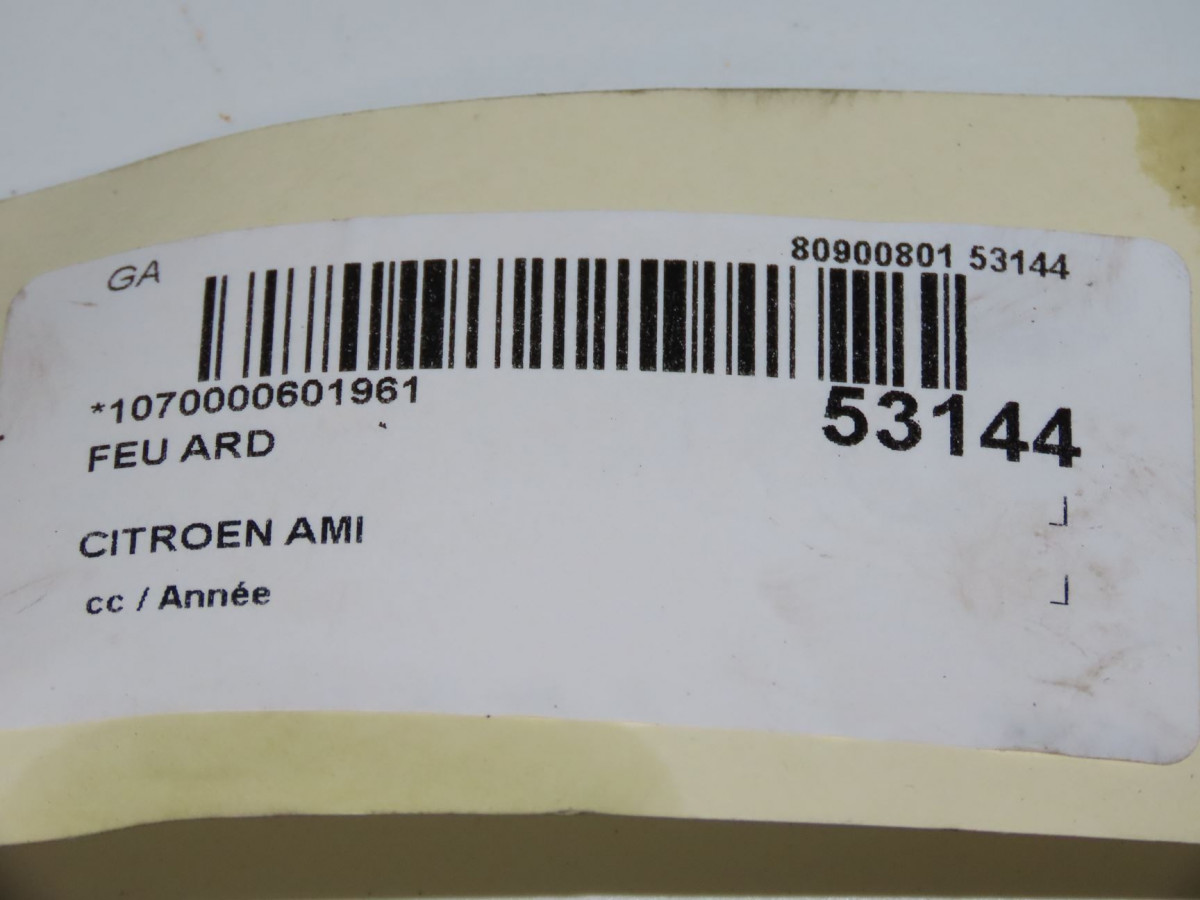 GA
80900801 53144
*1070000601961
53144
FEU ARD
CITROEN AMI
cc / Année